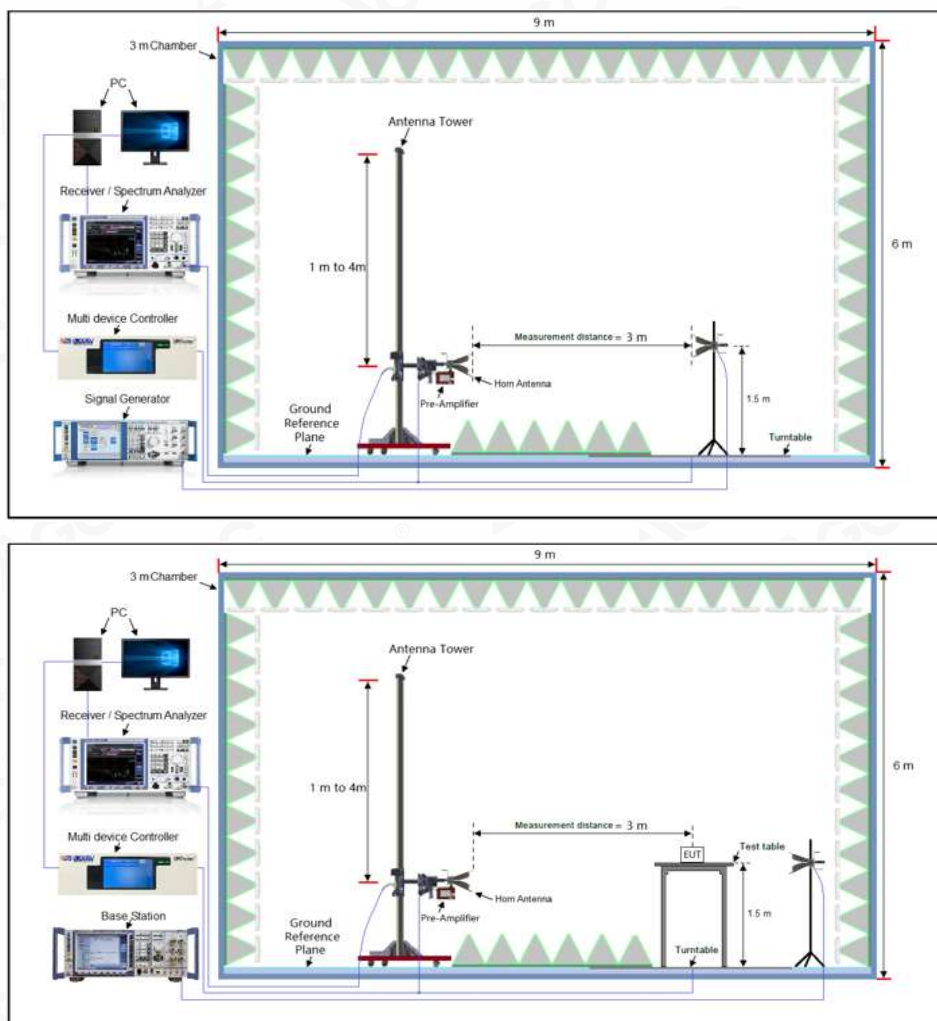 9 m
3 m Chamber
PC
Antenna Tower
Receiver / Spectrum Analyzer
1 m to 4m
6 m
Multi device Controller
Measurement distance = 3 m
Horn Antenna
Pre-Amplifier
1.5 m
Signal Generator
Ground
Reference
Plane
Turntable
9 m
3 m Chamber
PC
Antenna Tower
Receiver / Spectrum Analyzer
1 m to 4m
6 m
Multi device Controller
Measurement distance = 3 m
EUT
Test table
Horn Antenna
Pre-Amplifier
1.5 m
Base Station
Ground
Reference
Plane
Turntable